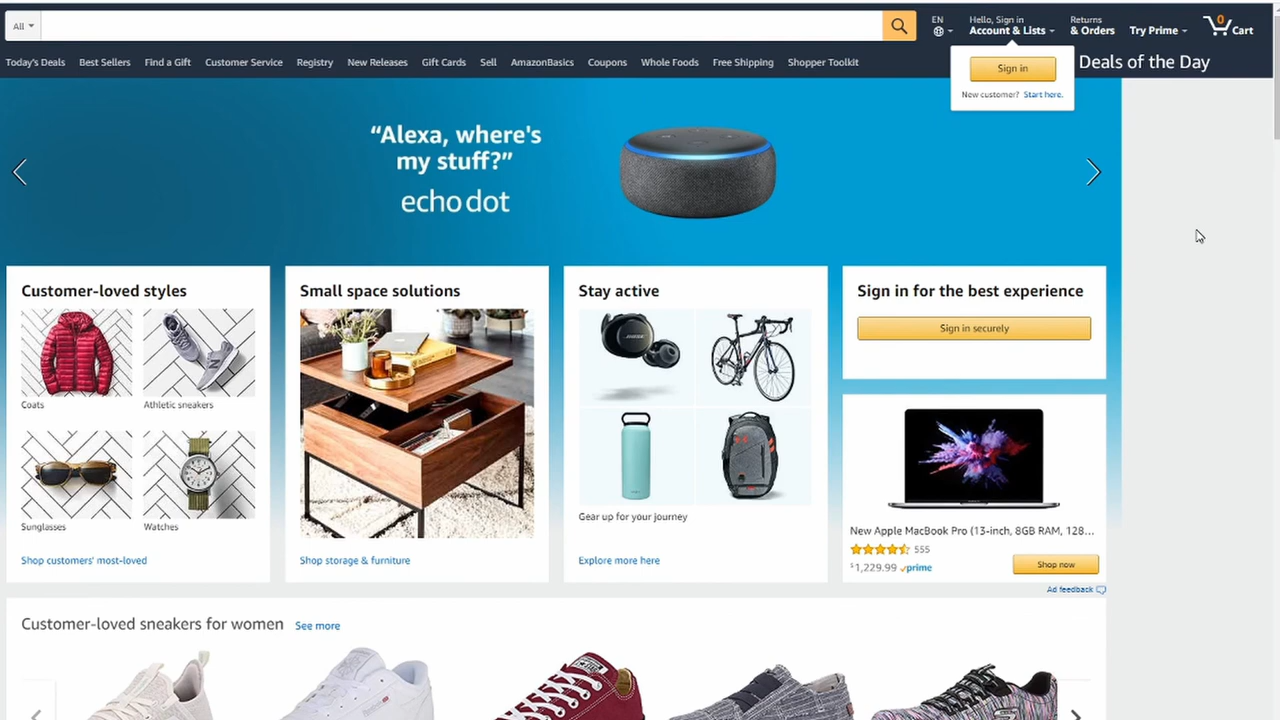 All
EN
Hello, Sign in
Account & Lists
Returns
& Orders
Try Prime
0
Cart
Today's Deals
Best Sellers
Find a Gift
Customer Service
Registry
New Releases
Gift Cards
Sell
AmazonBasics
Coupons
Whole Foods
Free Shipping
Shopper Toolkit
Deals of the Day
Sign in
New customer? Start here.
“Alexa, where's
my stuff?”
echo dot
Customer-loved styles
Coats
Athletic sneakers
Sunglasses
Watches
Shop customers' most-loved
Small space solutions
Shop storage & furniture
Stay active
BOSE
Gear up for your journey
Explore more here
Sign in for the best experience
Sign in securely
New Apple MacBook Pro (13-inch, 8GB RAM, 128...
555
$1,229.99 prime
Shop now
Ad feedback
Customer-loved sneakers for women See more